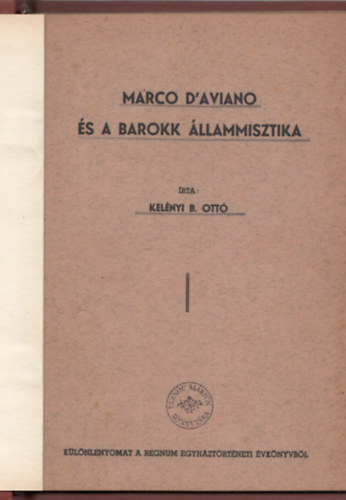 MARCO D'AVIANO
ÉS A BAROKK ÁLLAMMISZTIKA
ÍRTA:
KELÉNYI B. OTTÓ
KÜLÖNLENYOMAT A REGNUM EGYHÁZTÖRTÉNETI ÉVKÖNYVBŐL